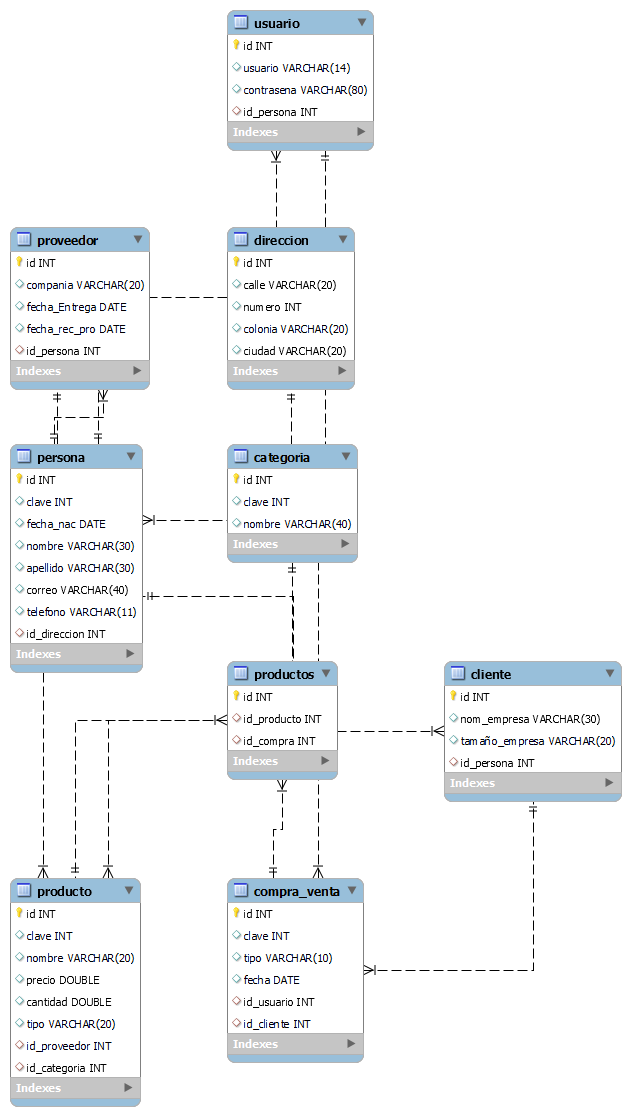 usuario
id INT
usuario VARCHAR(14)
contrasena VARCHAR(80)
id_persona INT
Indexes
proveedor
id INT
compania VARCHAR(20)
fecha_Entrega DATE
fecha_rec_pro DATE
id_persona INT
Indexes
direccion
id INT
calle VARCHAR(20)
numero INT
colonia VARCHAR(20)
ciudad VARCHAR(20)
Indexes
persona
id INT
clave INT
fecha_nac DATE
nombre VARCHAR(30)
apellido VARCHAR(30)
correo VARCHAR(40)
telefono VARCHAR(11)
id_direccion INT
Indexes
categoria
id INT
clave INT
nombre VARCHAR(40)
Indexes
productos
id INT
id_producto INT
id_compra INT
Indexes
cliente
id INT
nom_empresa VARCHAR(30)
tamaño_empresa VARCHAR(20)
id_persona INT
Indexes
producto
id INT
clave INT
nombre VARCHAR(20)
precio DOUBLE
cantidad DOUBLE
tipo VARCHAR(20)
id_proveedor INT
id_categoria INT
Indexes
compra_venta
id INT
clave INT
tipo VARCHAR(10)
fecha DATE
id_usuario INT
id_cliente INT
Indexes